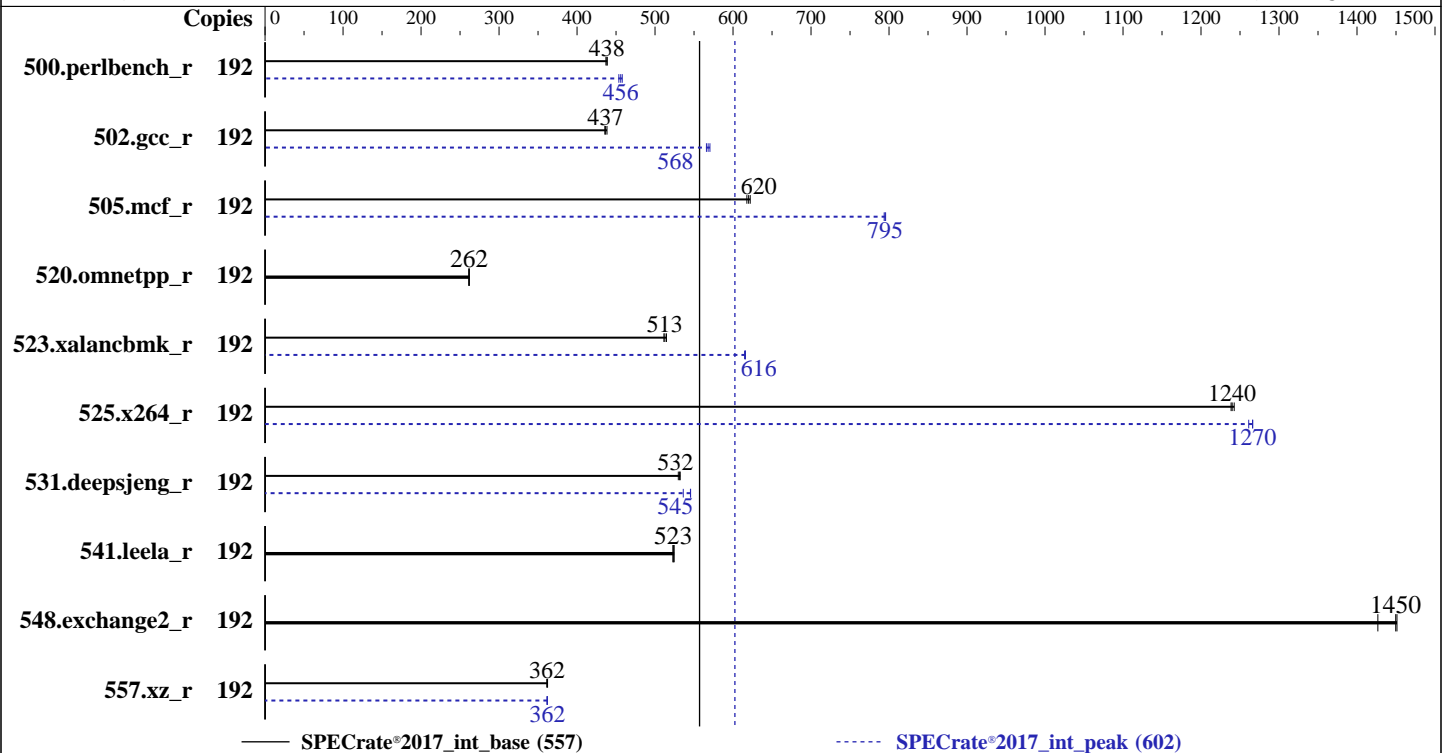 Copies 0 100 200 300 400 500 600 700 800 900 1000 1100 1200 1300 1400 1500
500.perlbench_r 192 438
456
502.gcc_r 192 437
568
505.mcf_r 192 620
795
520.omnetpp_r 192 262
523.xalancbmk_r 192 513
616
525.x264_r 192 1240
1270
531.deepsjeng_r 192 532
545
541.leela_r 192 523
548.exchange2_r 192 1450
557.xz_r 192 362
362
SPECrate®2017_int_base (557) SPECrate®2017_int_peak (602)